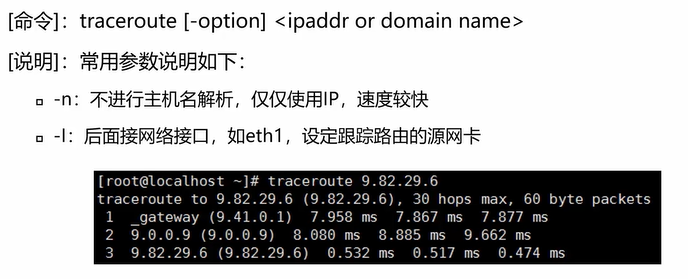 [命令]：traceroute [-option] <ipaddr or domain name>
[说明]：常用参数说明如下：
-n：不进行主机名解析，仅仅使用IP，速度较快
-l：后面接网络接口，如eth1，设定跟踪路由的源网卡
[root@localhost ~]# traceroute 9.82.29.6
traceroute to 9.82.29.6 (9.82.29.6), 30 hops max, 60 byte packets
1 _gateway (9.41.0.1) 7.958 ms 7.867 ms 7.877 ms
2 9.0.0.9 (9.0.0.9) 8.080 ms 8.885 ms 9.662 ms
3 9.82.29.6 (9.82.29.6) 0.532 ms 0.517 ms 0.474 ms